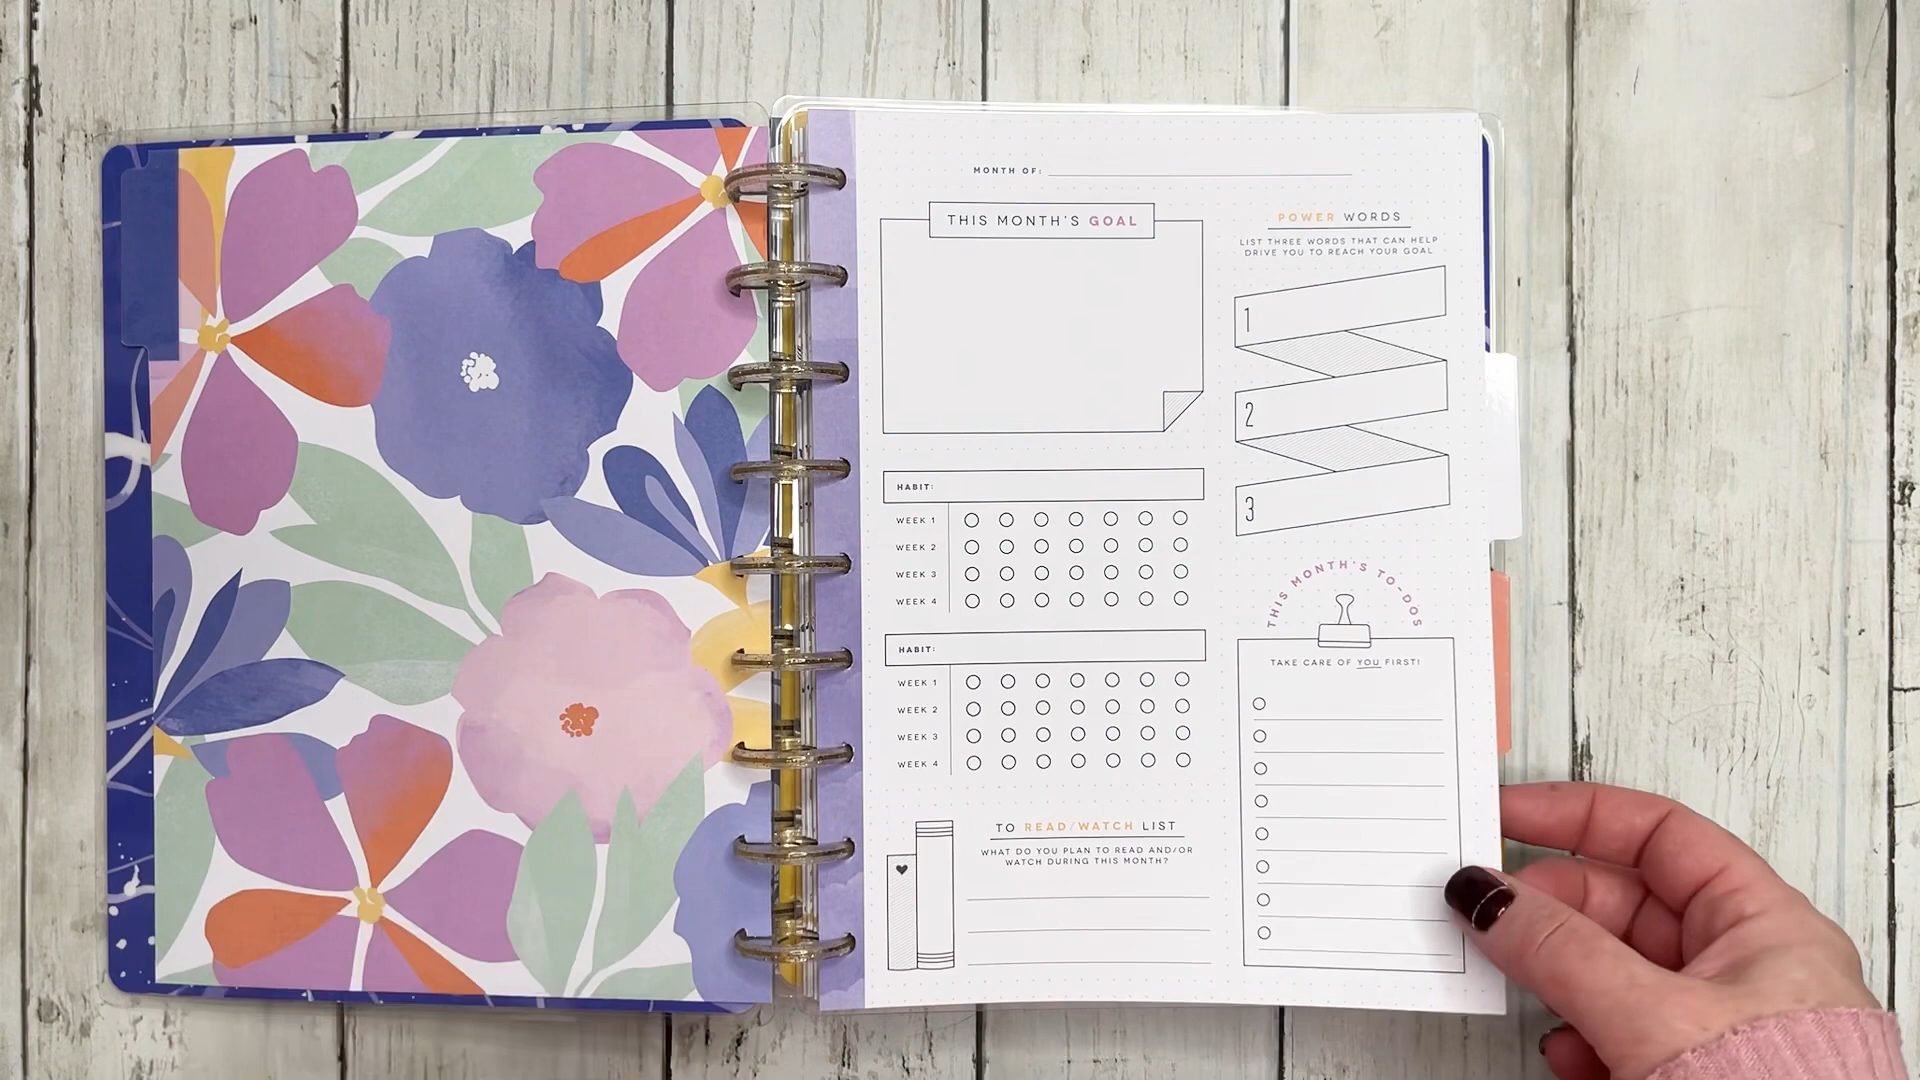 MONTH OF:
THIS MONTH'S GOAL
POWER WORDS
LIST THREE WORDS THAT CAN HELP
DRIVE YOU TO REACH YOUR GOAL
1
2
3
HABIT:
WEEK 1
WEEK 2
WEEK 3
WEEK 4
HABIT:
WEEK 1
WEEK 2
WEEK 3
WEEK 4
THIS MONTH'S TO-DOS
TAKE CARE OF YOU FIRST!
TO READ/WATCH LIST
WHAT DO YOU PLAN TO READ AND/OR
WATCH DURING THIS MONTH?